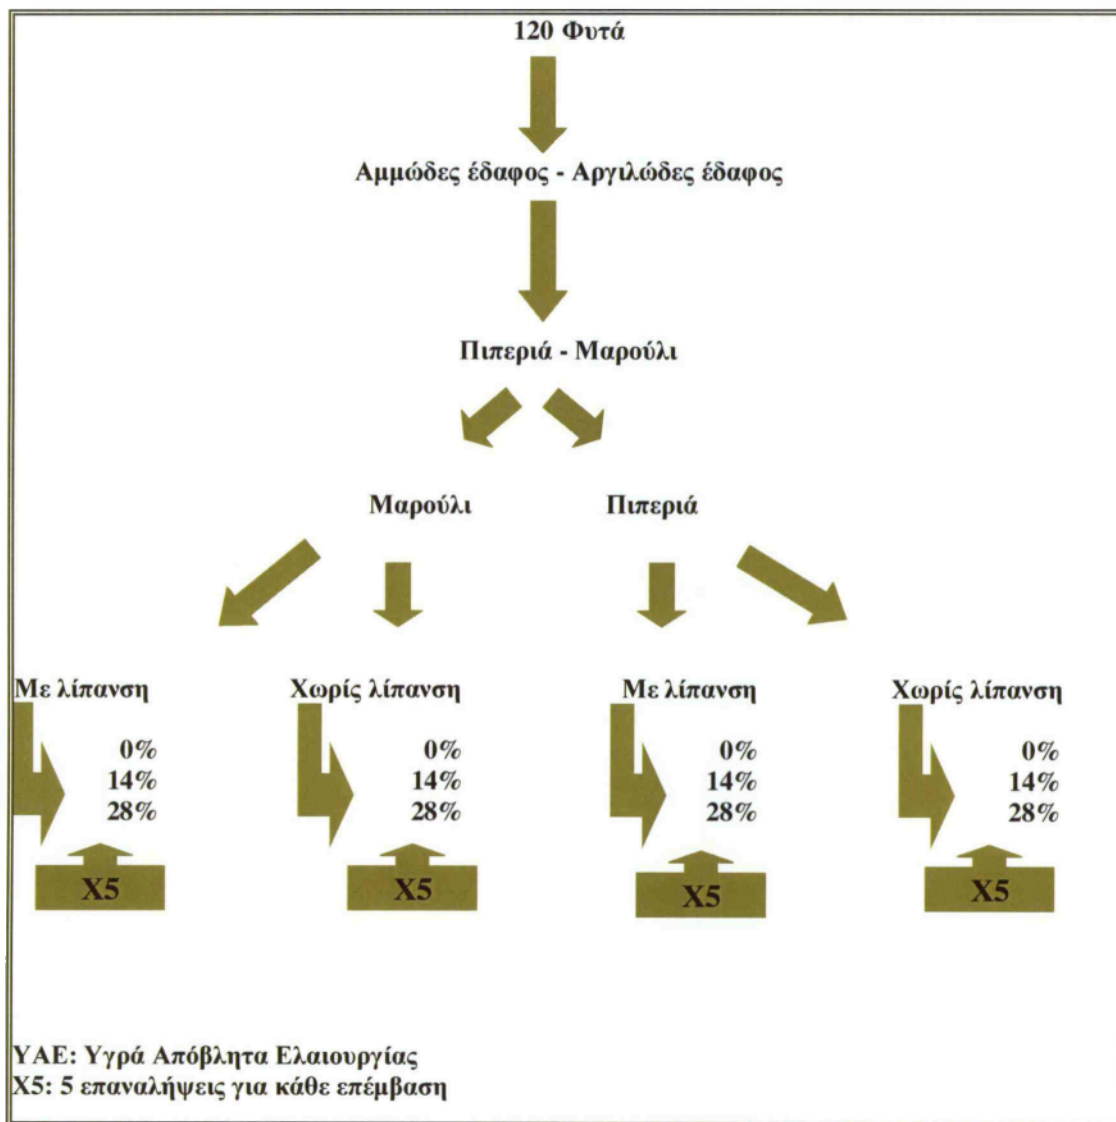 120 Φυτά
Αμμώδες έδαφος - Αργιλώδες έδαφος
Πιπεριά - Μαρούλι
Μαρούλι Πιπεριά
Με λίπανση Χωρίς λίπανση Με λίπανση Χωρίς λίπανση
0% 0% 0% 0%
14% 14% 14% 14%
28% 28% 28% 28%
X5 X5 X5 X5
ΥΑΕ: Υγρά Απόβλητα Ελαιουργίας
X5: 5 επαναλήψεις για κάθε επέμβαση